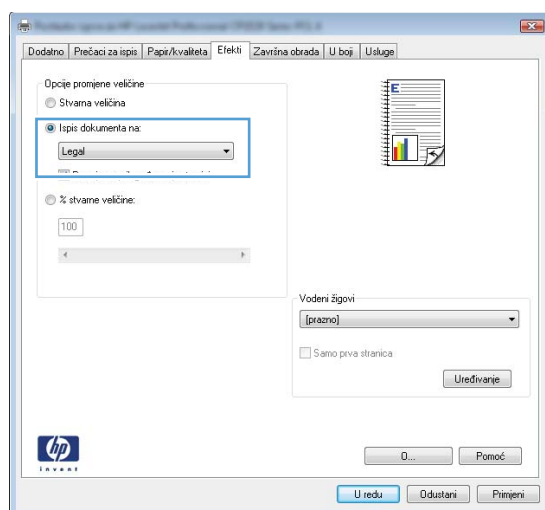 Dodatno Prečaci za ispis Papir/kvaliteta Efekti Završna obrada U boji Usluge
Opcije promjene veličine
Stvarna veličina
Ispis dokumenta na:
Legal
% stvarne veličine:
100
E
Vodeni žigovi
[prazno]
Samo prva stranica
Uređivanje
hp
invent
O... Pomoć
U redu Odustani Primjeni